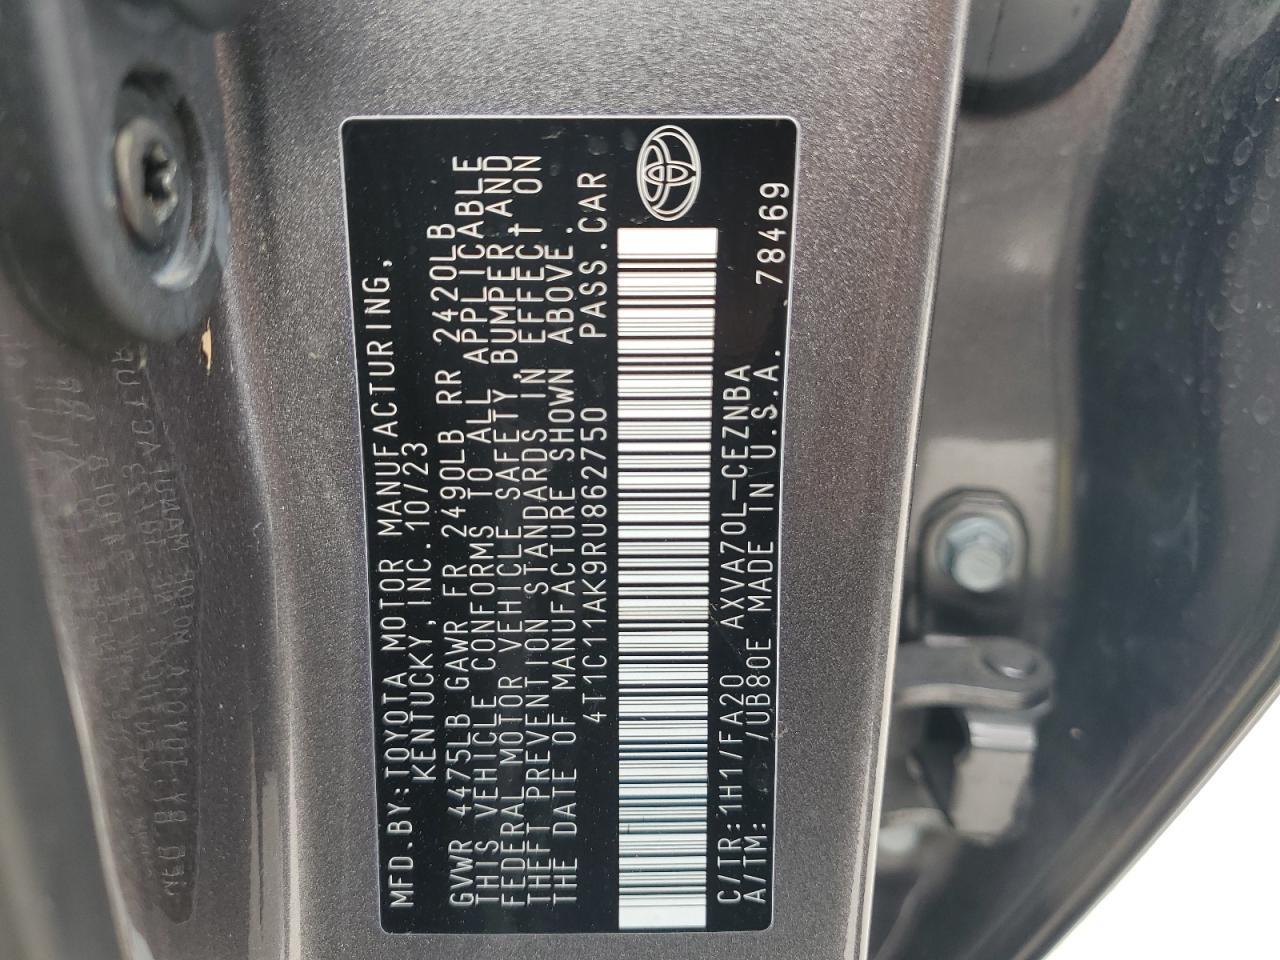 MFD.BY:TOYOTA MOTOR MANUFACTURING,
KENTUCKY,INC. 10/23
GVWR 4475LB GAWR FR 2490LB RR 2420LB
THIS VEHICLE CONFORMS TO ALL APPLICABLE
FEDERAL MOTOR VEHICLE SAFETY, BUMPER, AND
THEFT PREVENTION STANDARDS IN EFFECT ON
THE DATE OF MANUFACTURE SHOWN ABOVE.
4T1C11AK9RU862750 PASS.CAR
C/TR:1H1/FA20 AXVA70L-CEZNBA
A/TM: /UB80E MADE IN U.S.A. 78469